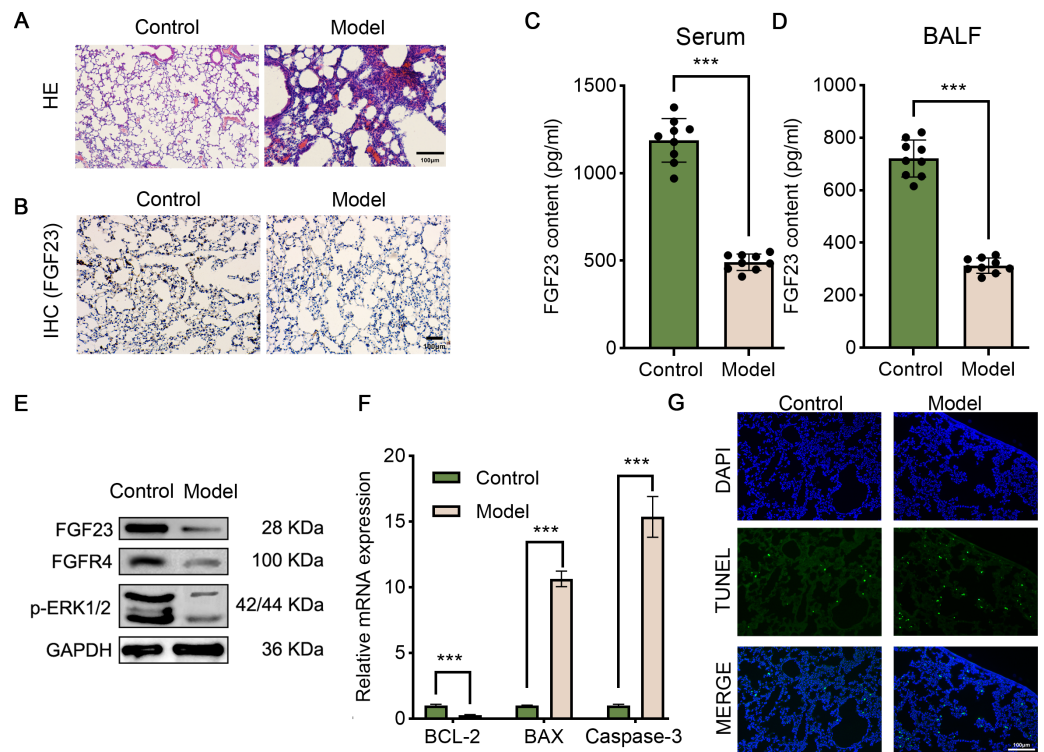 A
Control
Model
HE
100μm
B
Control
Model
IHC (FGF23)
100μm
C
Serum
***
FGF23 content (pg/ml)
1500
1000
500
0
Control
Model
D
BALF
***
FGF23 content (pg/ml)
1000
800
600
400
200
0
Control
Model
E
Control Model
FGF23 28 KDa
FGFR4 100 KDa
p-ERK1/2 42/44 KDa
GAPDH 36 KDa
F
Relative mRNA expression
20
15
10
5
0
Control
Model
***
***
***
BCL-2
BAX
Caspase-3
G
Control
Model
DAPI
TUNEL
MERGE
100μm